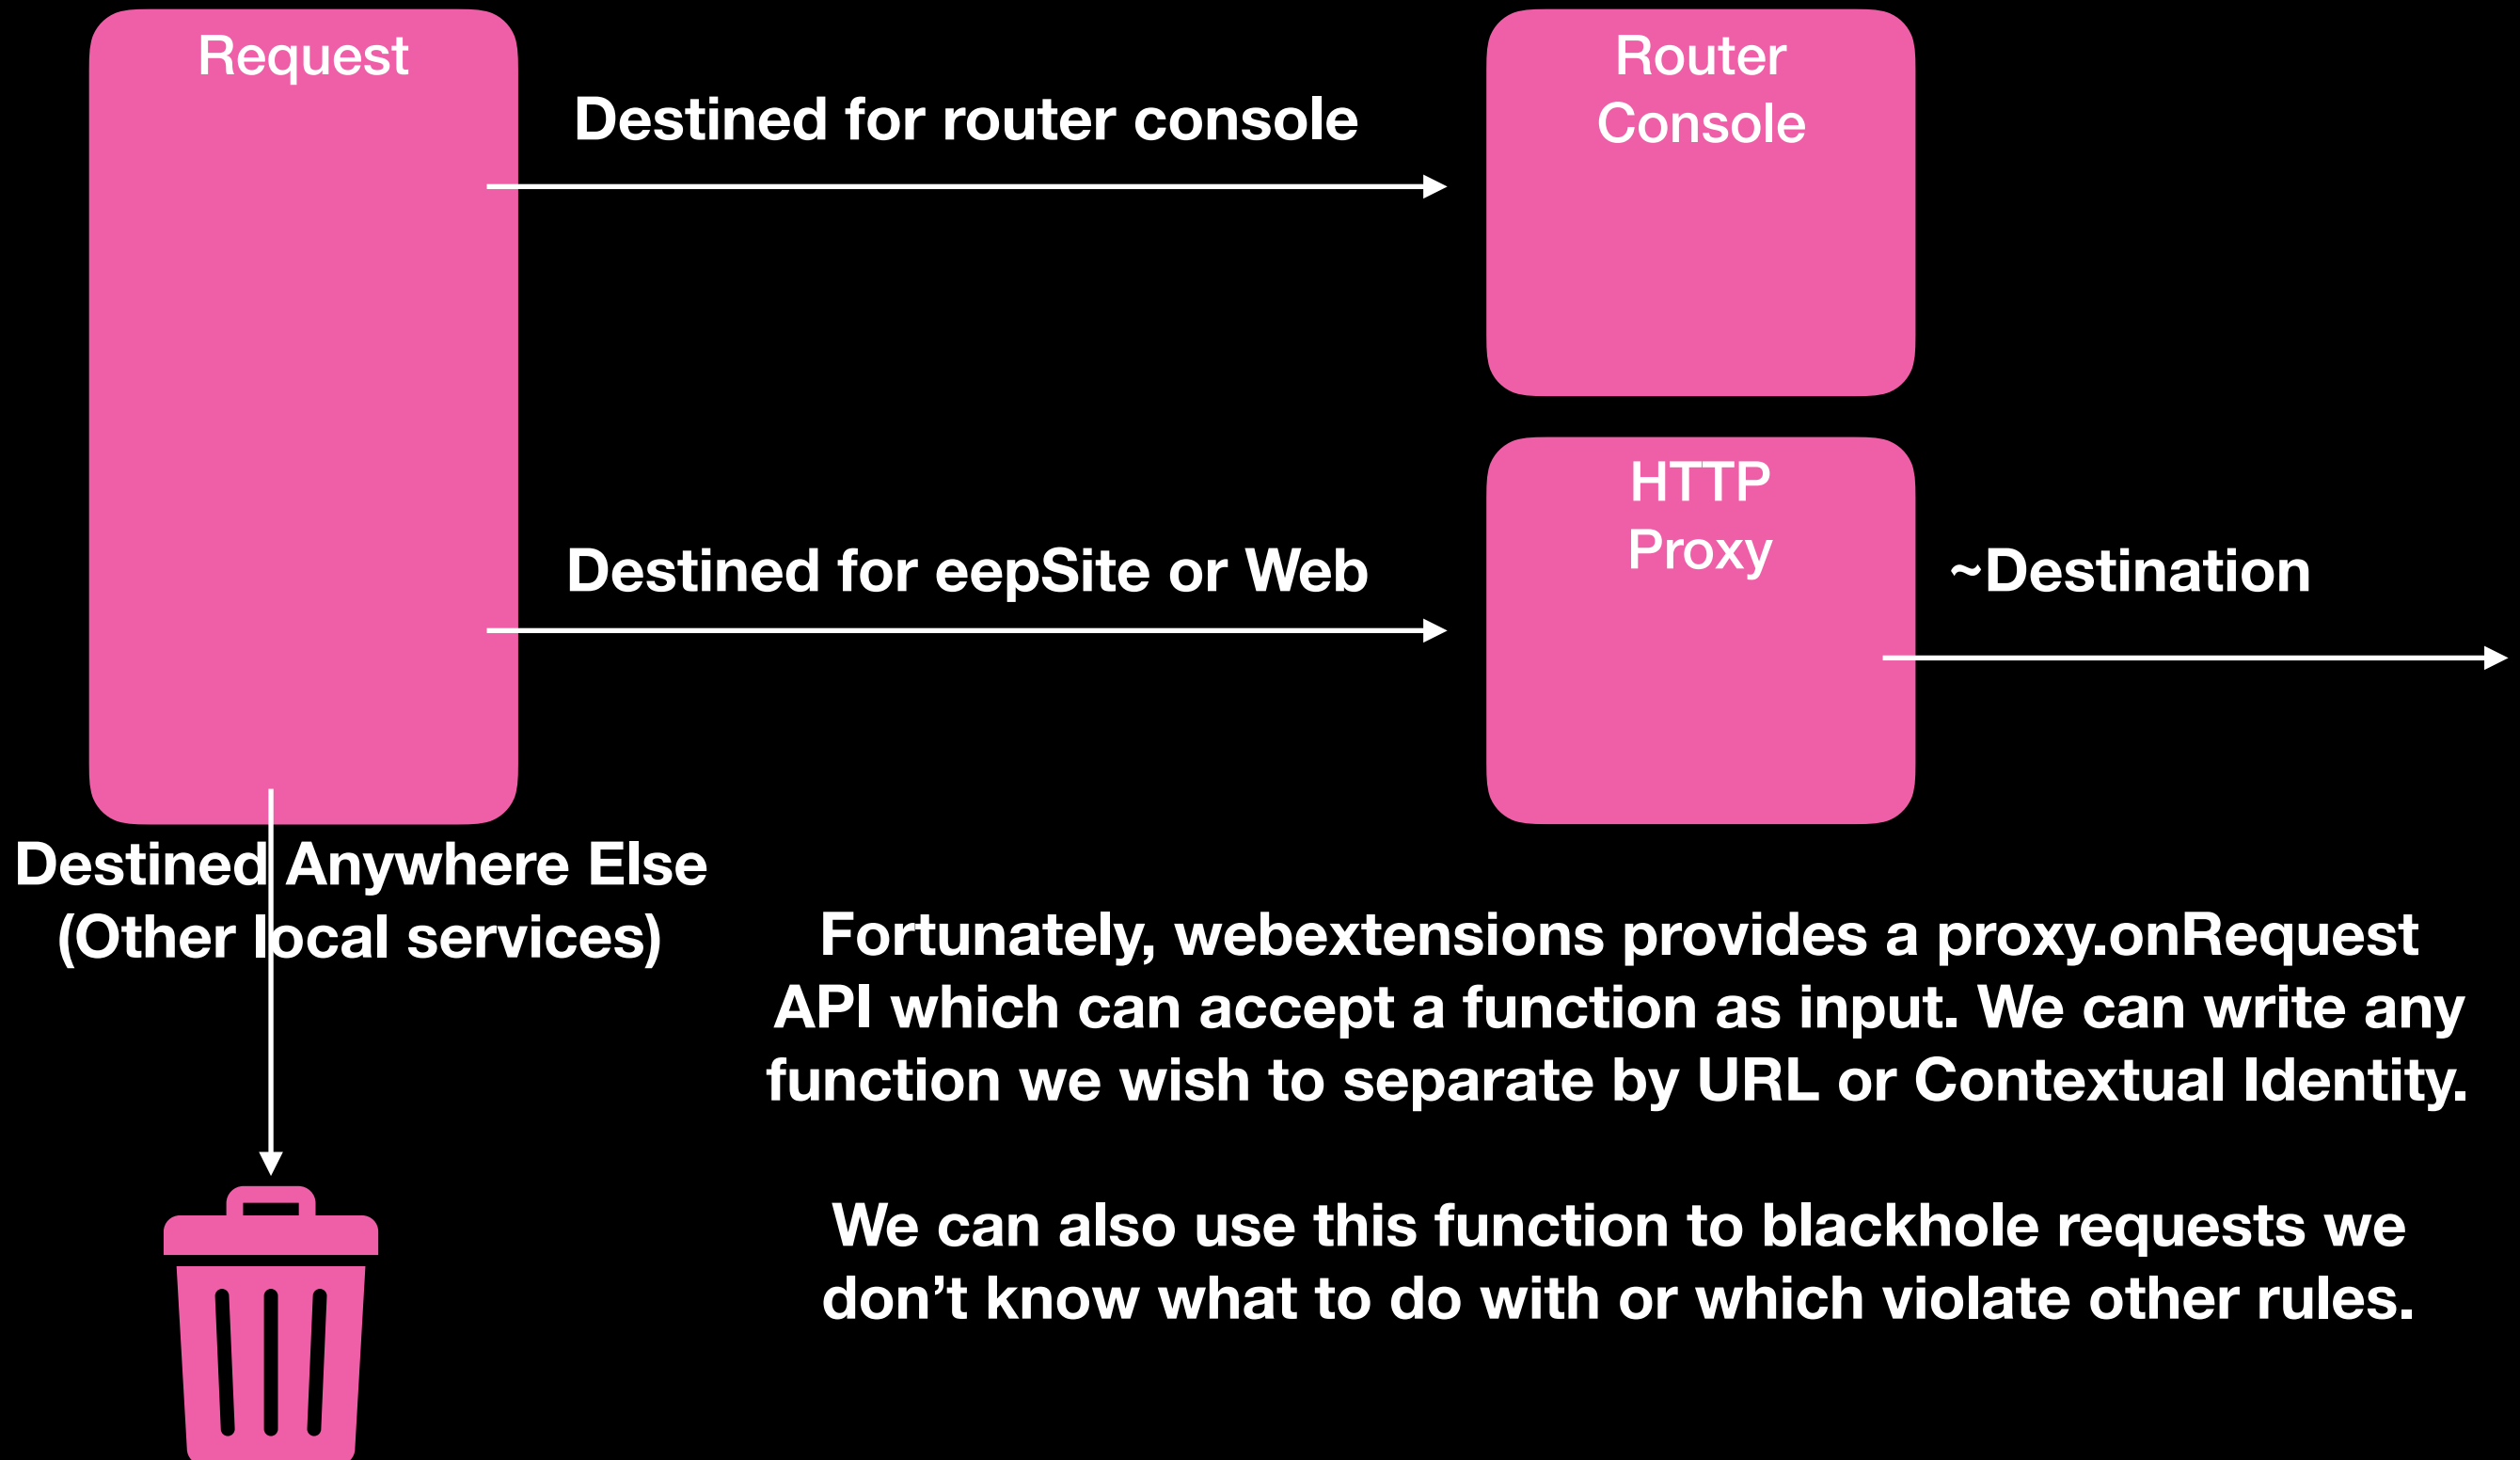 Request
Destined for router console
Router
Console
Destined for eepSite or Web
HTTP
Proxy
~Destination
Destined Anywhere Else
(Other local services)
Fortunately, webextensions provides a proxy.onRequest
API which can accept a function as input. We can write any
function we wish to separate by URL or Contextual Identity.
We can also use this function to blackhole requests we
don’t know what to do with or which violate other rules.